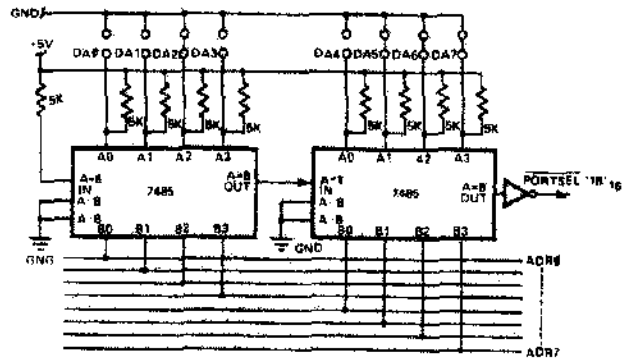 GND
+5V
DA0 DA1 DA2 DA3 DA4 DA5 DA6 DA7
5K 5K 5K 5K 5K 5K 5K 5K 5K
A0 A1 A2 A3 A0 A1 A2 A3
A=B IN 7485 A=B OUT IN 7485 A=B OUT PORTSEL '1B' 16
A·B A·B
A·B A·B
B0 B1 B2 B3 B0 B1 B2 B3
GND GND
ADR0
ADR7